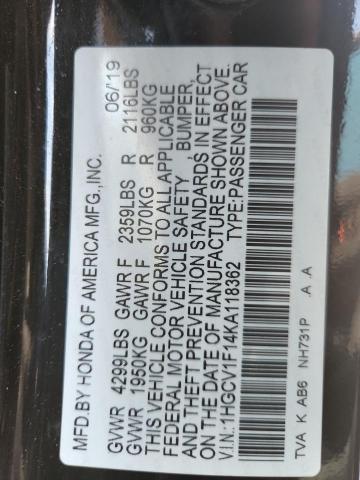 MFD.BY HONDA OF AMERICA MFG.,INC. 06/19
GVWR 4299LBS GAWR F 2359LBS R 2116LBS
GVWR 1950KG GAWR F 1070KG R 960KG
THIS VEHICLE CONFORMS TO ALL APPLICABLE
FEDERAL MOTOR VEHICLE SAFETY, BUMPER,
AND THEFT PREVENTION STANDARDS IN EFFECT
ON THE DATE OF MANUFACTURE SHOWN ABOVE.
V.I.N.:1HGCV1F14KA118362 TYPE:PASSENGER CAR
TVA K AB6 NH731P .A .A